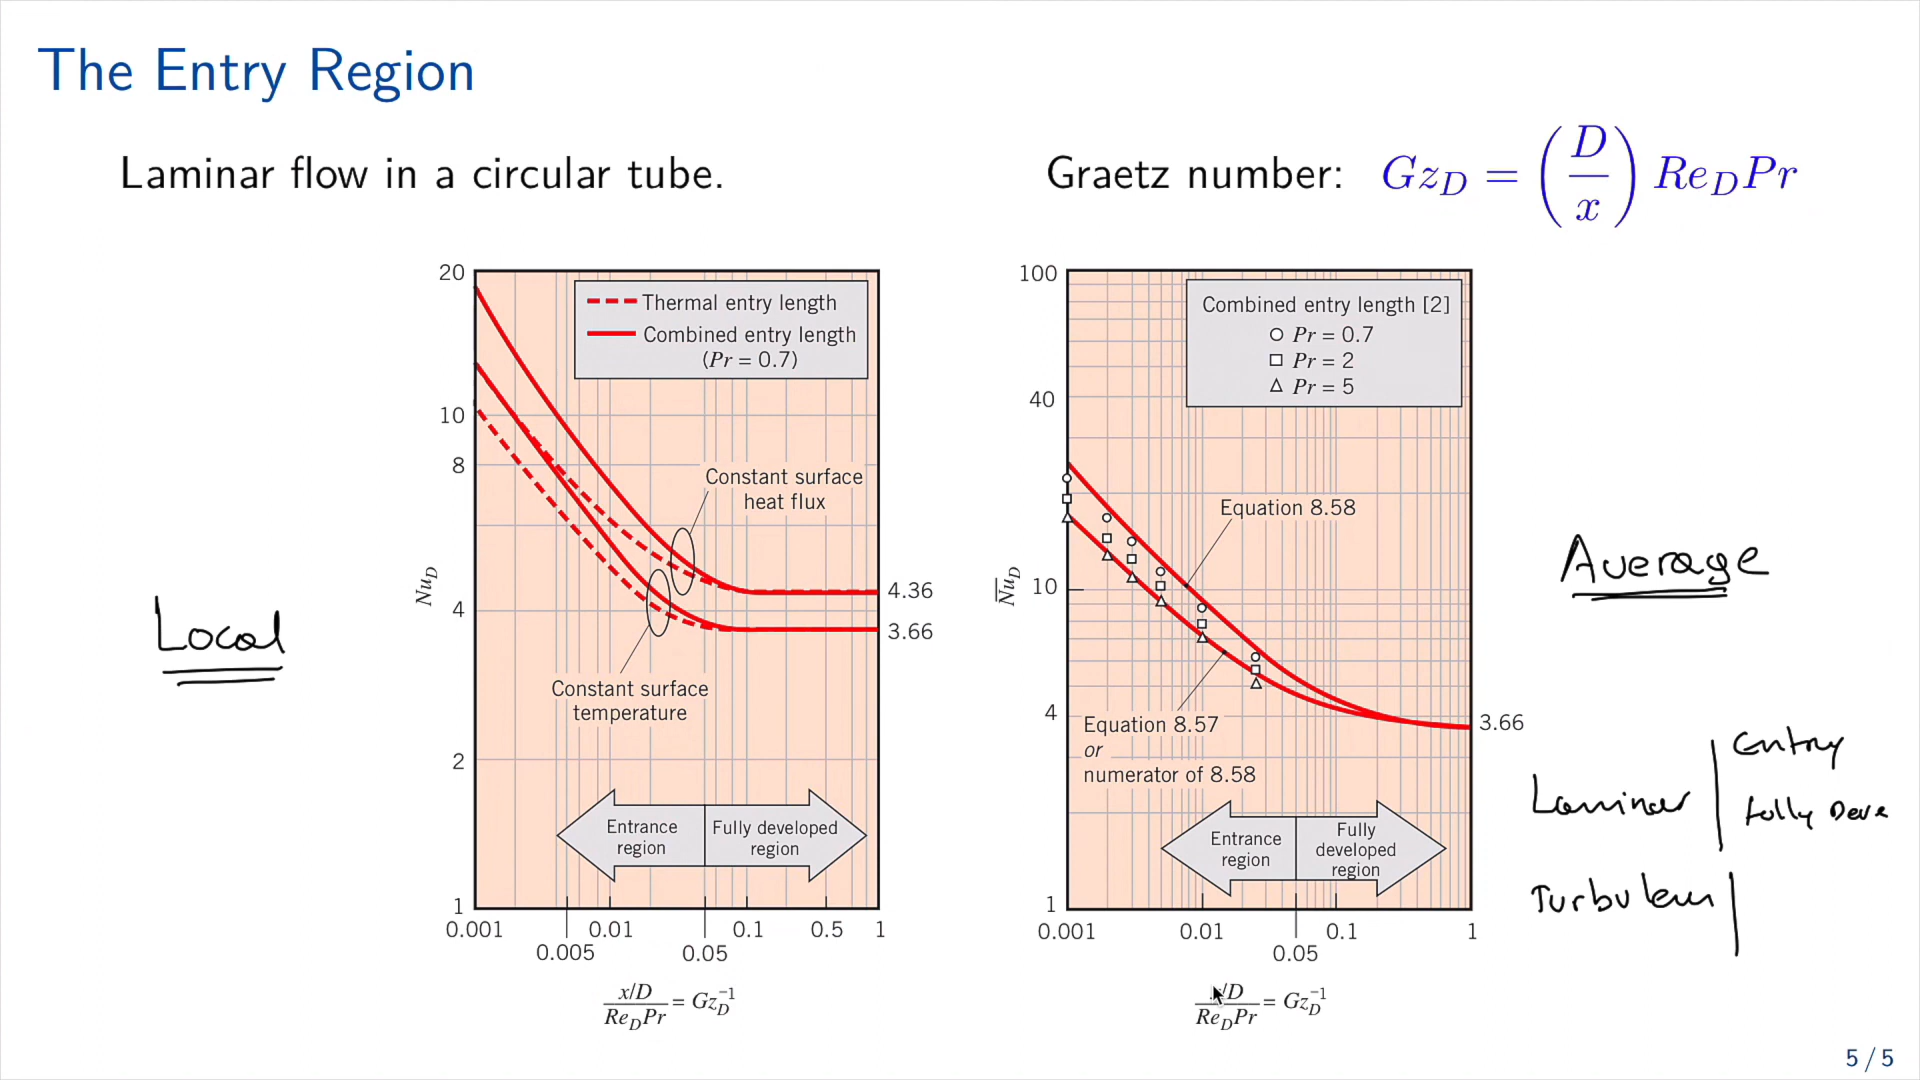 The Entry Region
Laminar flow in a circular tube.
Graetz number: Gz_D = (D/x) Re_D Pr
20
10
8
4
2
1
Nu_D
Thermal entry length
Combined entry length
(Pr = 0.7)
Constant surface
heat flux
4.36
3.66
Constant surface
temperature
Entrance
region
Fully developed
region
0.001
0.005
0.01
0.05
0.1
0.5
1
x/D / Re_D Pr = Gz_D^-1
Local
100
40
10
4
1
N̅u̅_D
Combined entry length [2]
Pr = 0.7
Pr = 2
Pr = 5
Equation 8.58
Equation 8.57
or
numerator of 8.58
3.66
Entrance
region
Fully
developed
region
0.001
0.01
0.05
0.1
1
x/D / Re_D Pr = Gz_D^-1
Average
Entry
Laminar
fully Deve
5 / 5